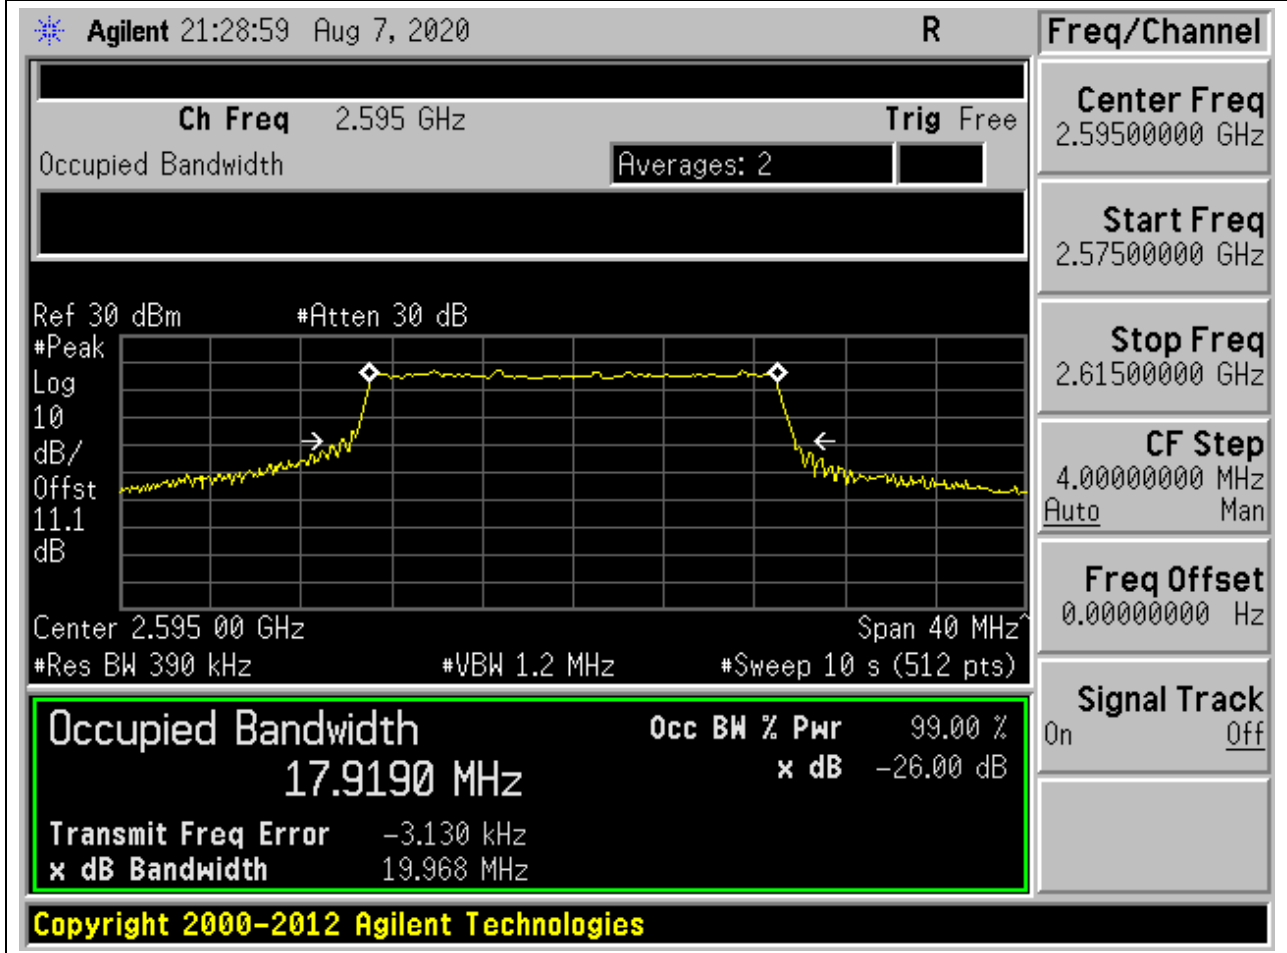 Agilent 21:28:59 Aug 7, 2020 R
Freq/Channel
Ch Freq 2.595 GHz Trig Free
Occupied Bandwidth Averages: 2
Ref 30 dBm #Atten 30 dB
#Peak
Log
10
dB/
Offst
11.1
dB
Center 2.595 00 GHz Span 40 MHz^
#Res BW 390 kHz #VBW 1.2 MHz #Sweep 10 s (512 pts)
Occupied Bandwidth Occ BW % Pwr 99.00 %
17.9190 MHz x dB -26.00 dB
Transmit Freq Error -3.130 kHz
x dB Bandwidth 19.968 MHz
Copyright 2000-2012 Agilent Technologies
Center Freq
2.59500000 GHz
Start Freq
2.57500000 GHz
Stop Freq
2.61500000 GHz
CF Step
4.00000000 MHz
Auto Man
Freq Offset
0.00000000 Hz
Signal Track
On Off